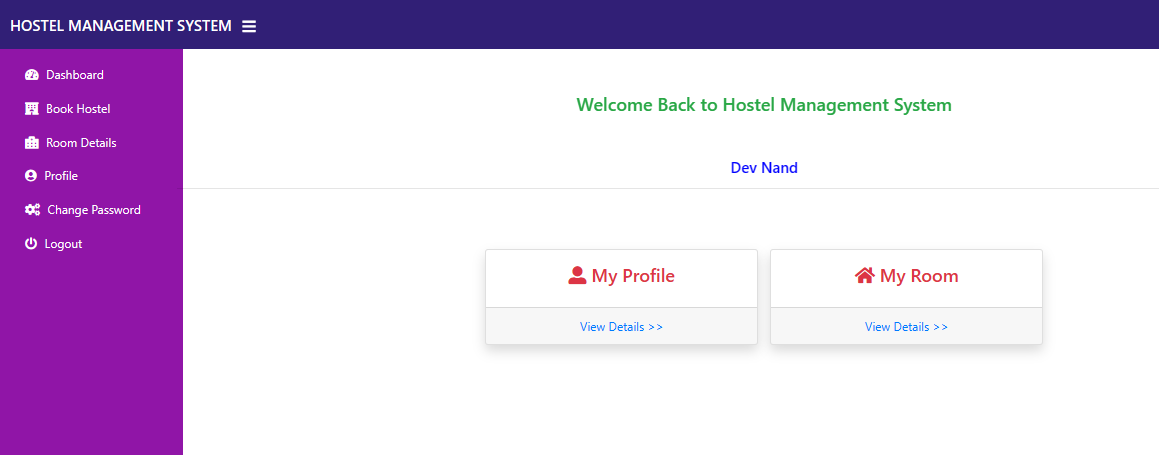 HOSTEL MANAGEMENT SYSTEM
Dashboard
Book Hostel
Room Details
Profile
Change Password
Logout
Welcome Back to Hostel Management System
Dev Nand
My Profile
View Details >>
My Room
View Details >>